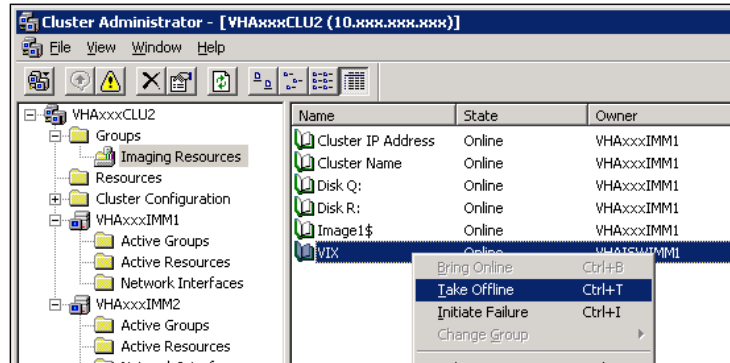 Cluster Administrator - [VHAxxxCLU2 (10.xxx.xxx.xxx)]
File View Window Help
VHAxxxCLU2
Groups
Imaging Resources
Resources
Cluster Configuration
VHAxxxIMM1
Active Groups
Active Resources
Network Interfaces
VHAxxxIMM2
Active Groups
Active Resources
Name State Owner
Cluster IP Address Online VHAxxxIMM1
Cluster Name Online VHAxxxIMM1
Disk Q: Online VHAxxxIMM1
Disk R: Online VHAxxxIMM1
Image1$ Online VHAxxxIMM1
VIX Online VHAISWIMM1
Bring Online Ctrl+B
Take Offline Ctrl+T
Initiate Failure Ctrl+I
Change Group